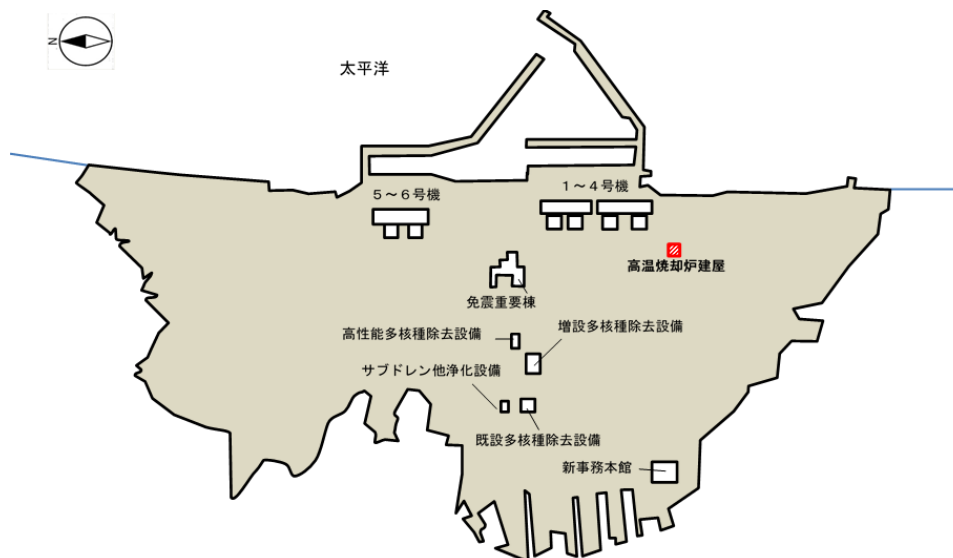 N
太平洋
5～6号機
1～4号機
高温焼却炉建屋
免震重要棟
高性能多核種除去設備
増設多核種除去設備
サブドレン他浄化設備
既設多核種除去設備
新事務本館